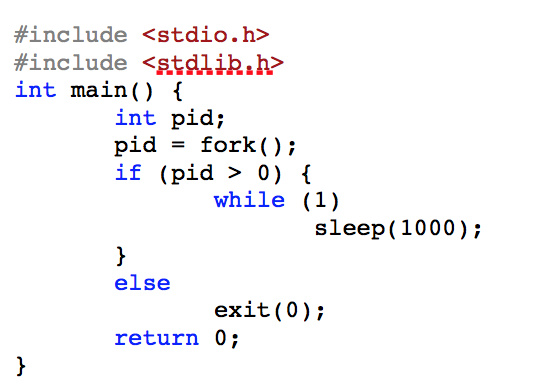 #include <stdio.h>
#include <stdlib.h>
int main() {
        int pid;
        pid = fork();
        if (pid > 0) {
                while (1)
                        sleep(1000);
        }
        else
                exit(0);
        return 0;
}